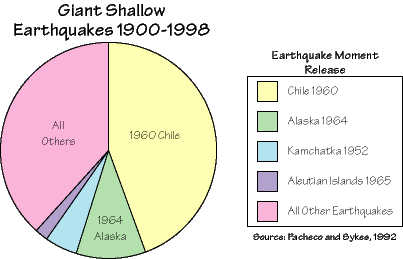 Giant Shallow
Earthquakes 1900-1998
All
Others
1960 Chile
1964
Alaska
Earthquake Moment
Release
Chile 1960
Alaska 1964
Kamchatka 1952
Aleutian Islands 1965
All Other Earthquakes
Source: Pacheco and Sykes, 1992